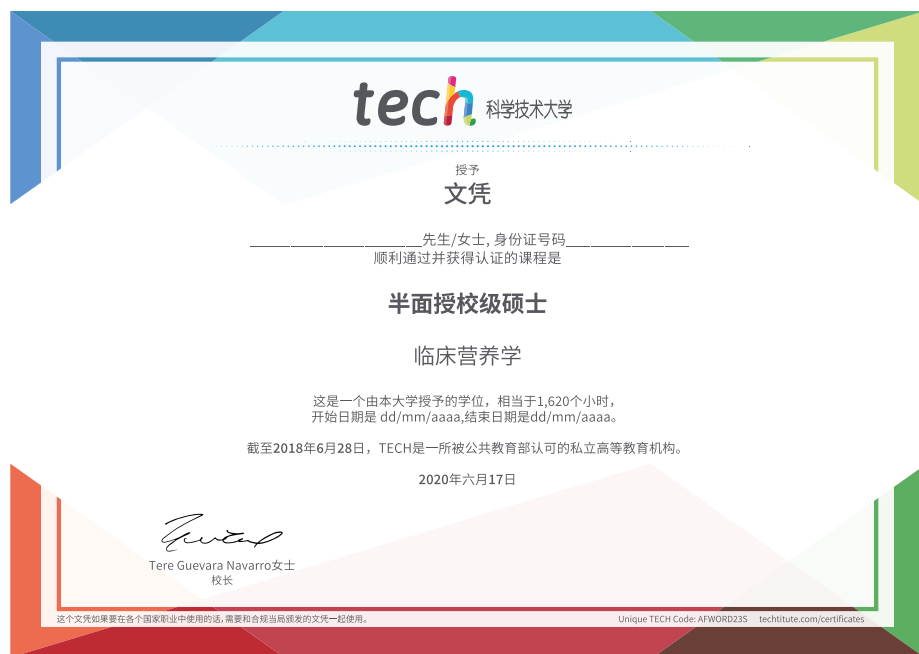 tech 科学技术大学
授予
文凭
______________________先生/女士, 身份证号码________________
顺利通过并获得认证的课程是
半面授校级硕士
临床营养学
这是一个由本大学授予的学位，相当于1,620个小时，
开始日期是 dd/mm/aaaa,结束日期是dd/mm/aaaa。
截至2018年6月28日，TECH是一所被公共教育部认可的私立高等教育机构。
2020年六月17日
Tere Guevara Navarro女士
校长
这个文凭如果要在各个国家职业中使用的话, 需要和合规当局颁发的文凭一起使用。
Unique TECH Code: AFWORD23S techtitute.com/certificates